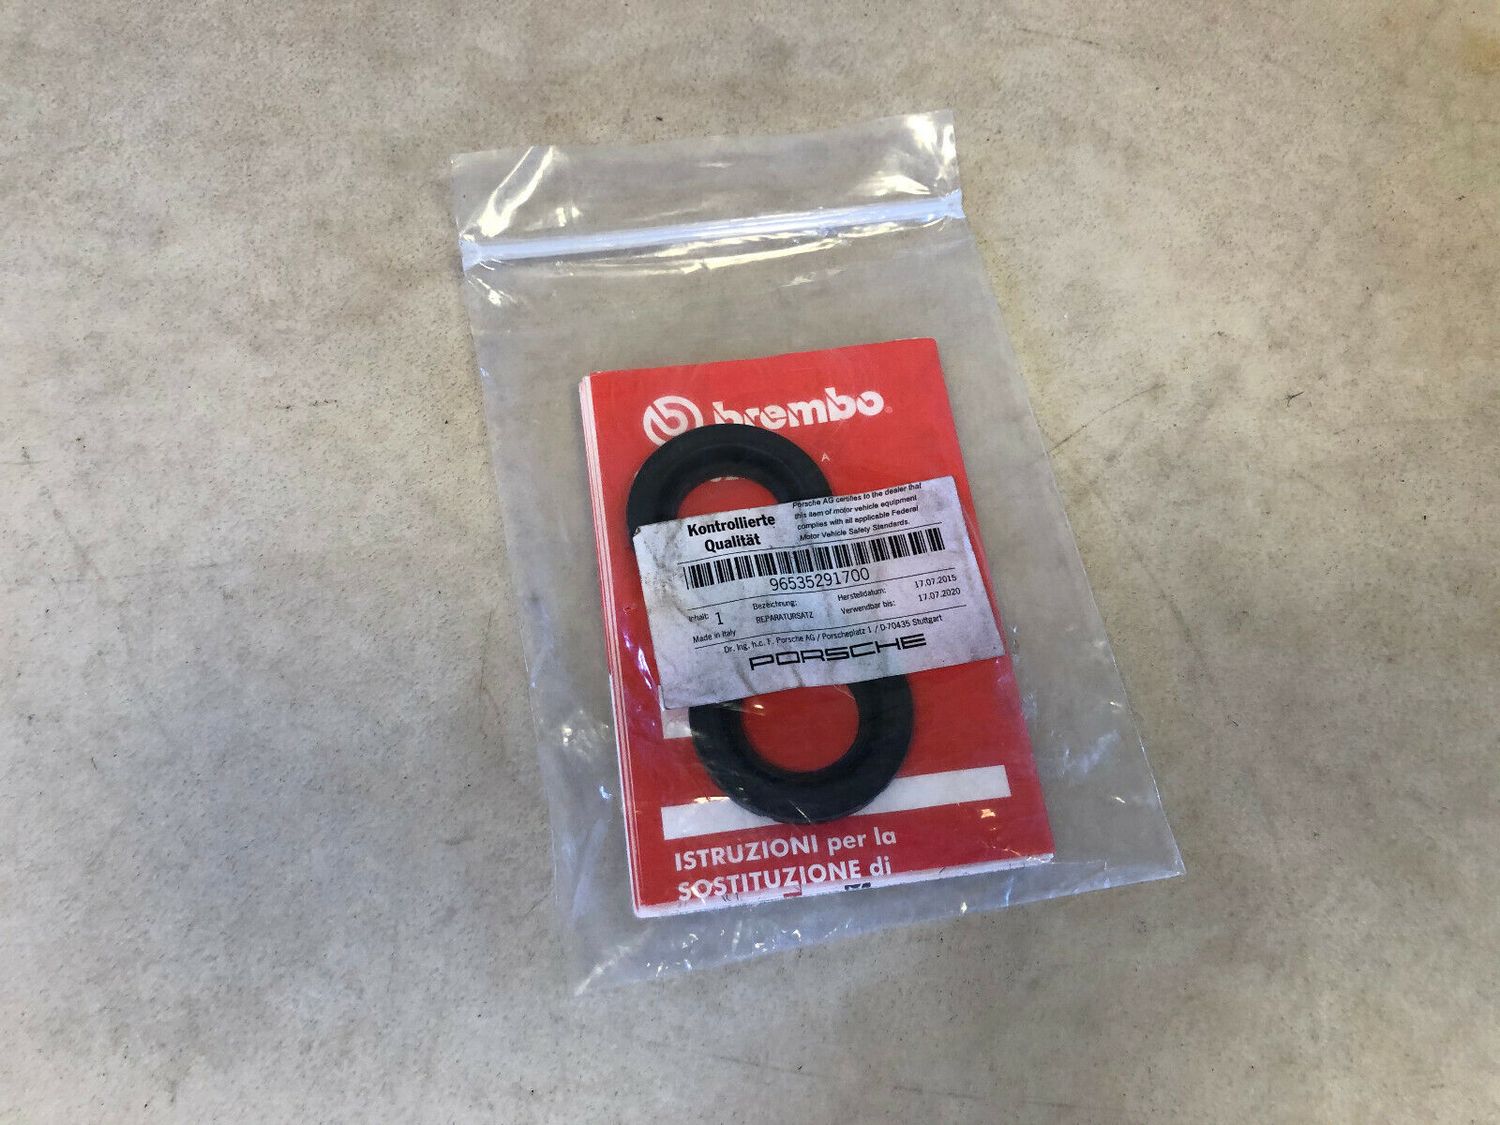 brembo
A
Kontrollierte
Qualität
Porsche AG certifies to the dealer that
this item of motor vehicle equipment
complies with all applicable Federal
Motor Vehicle Safety Standards.
96535291700
Inhalt: 1
Bezeichnung:
REPARATURSATZ
Herstelldatum: 17.07.2015
Verwendbar bis: 17.07.2020
Made in Italy
Dr. Ing. h.c. F. Porsche AG / Porscheplatz 1 / D-70435 Stuttgart
PORSCHE
ISTRUZIONI per la
SOSTITUZIONE di